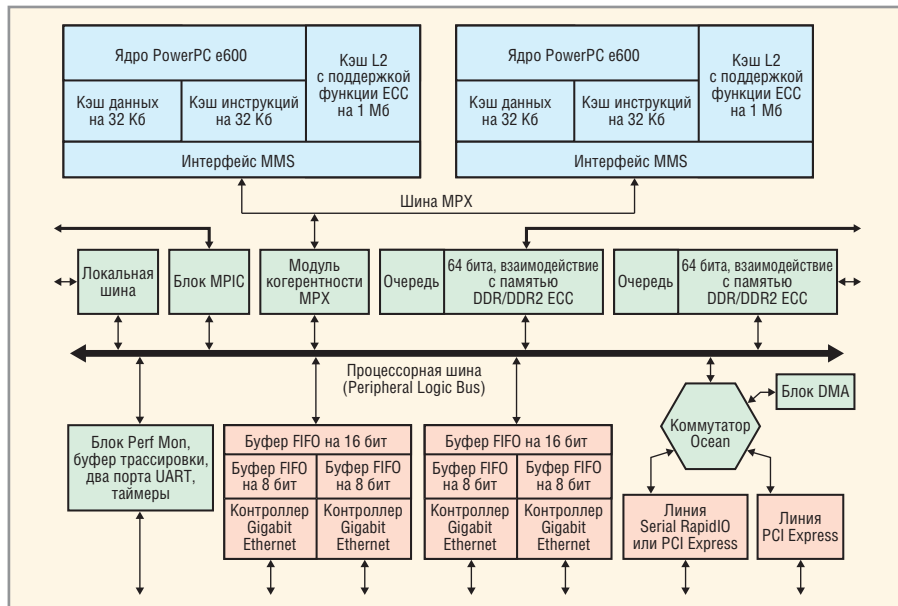 Ядро PowerPC e600
Кэш L2
с поддержкой
функции ECC
на 1 Мб
Кэш данных
на 32 Кб
Кэш инструкций
на 32 Кб
Интерфейс MMS
Ядро PowerPC e600
Кэш L2
с поддержкой
функции ECC
на 1 Мб
Кэш данных
на 32 Кб
Кэш инструкций
на 32 Кб
Интерфейс MMS
Шина MPX
Локальная
шина
Блок MPIC
Модуль
когерентности
MPX
Очередь
64 бита, взаимодействие
с памятью
DDR/DDR2 ECC
Очередь
64 бита, взаимодействие
с памятью
DDR/DDR2 ECC
Процессорная шина
(Peripheral Logic Bus)
Блок Perf Mon,
буфер трассировки,
два порта UART,
таймеры
Буфер FIFO на 16 бит
Буфер FIFO
на 8 бит
Буфер FIFO
на 8 бит
Контроллер
Gigabit
Ethernet
Контроллер
Gigabit
Ethernet
Буфер FIFO на 16 бит
Буфер FIFO
на 8 бит
Буфер FIFO
на 8 бит
Контроллер
Gigabit
Ethernet
Контроллер
Gigabit
Ethernet
Коммутатор
Ocean
Блок DMA
Линия
Serial RapidIO
или PCI Express
Линия
PCI Express